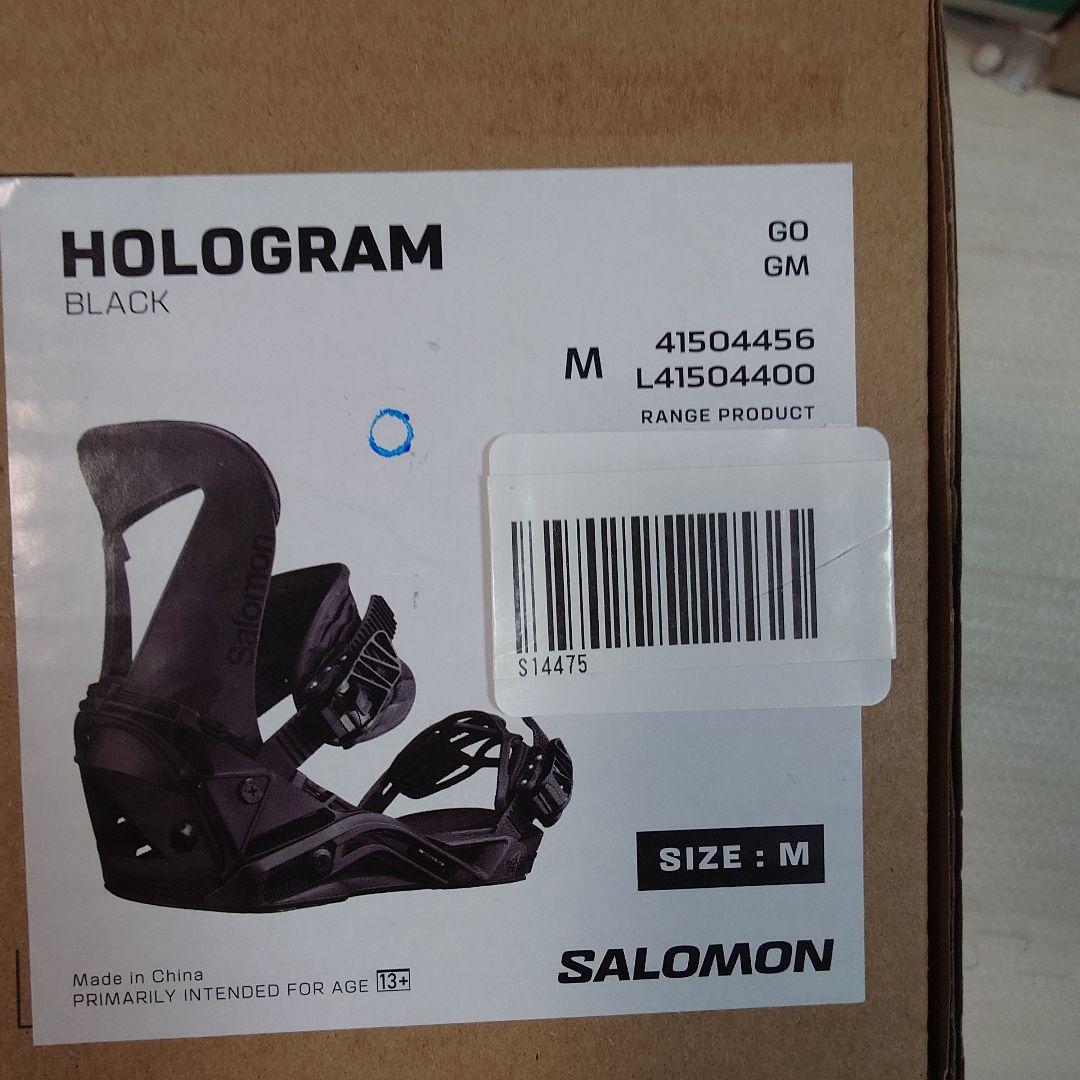 HOLOGRAM
BLACK
GO
GM
M
41504456
L41504400
RANGE PRODUCT
Salomon
S14475
SIZE : M
Made in China
PRIMARILY INTENDED FOR AGE 13+
SALOMON